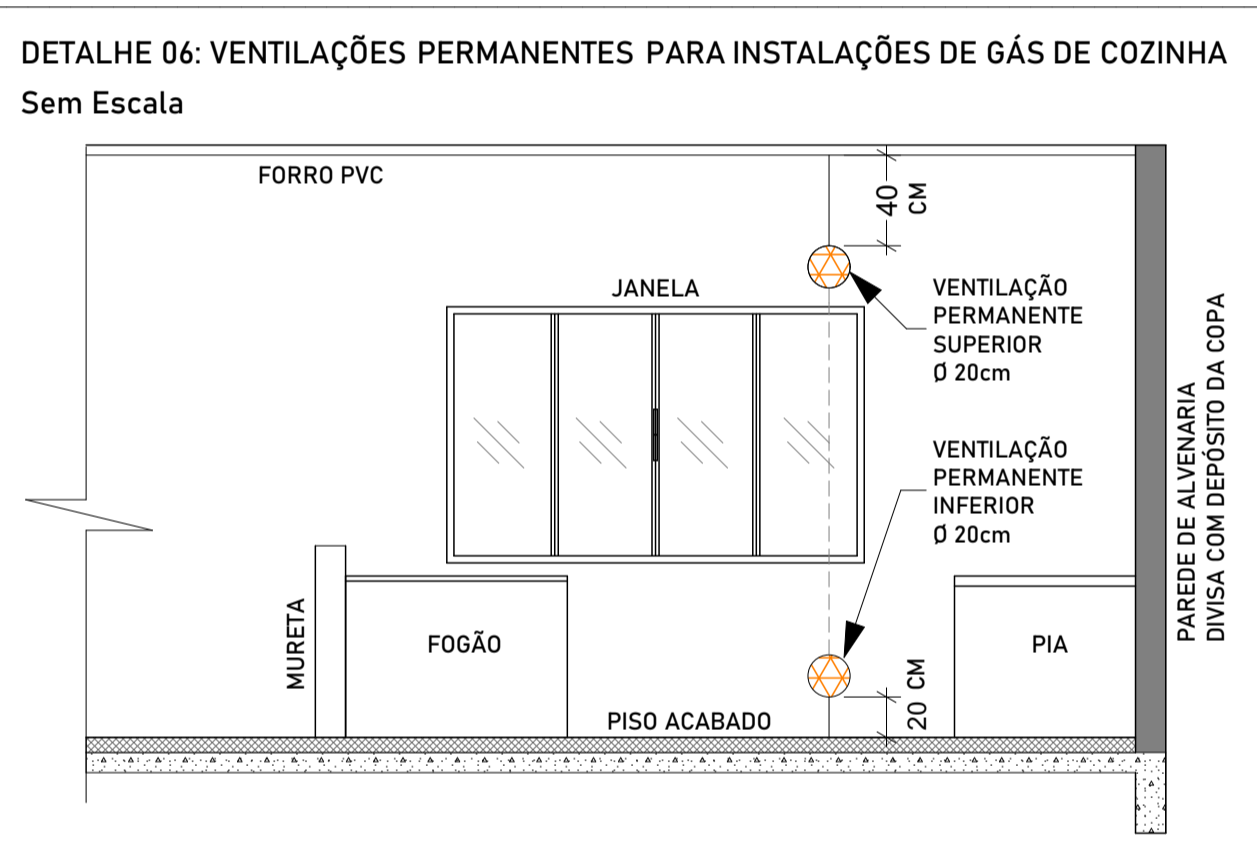 DETALHE 06: VENTILAÇÕES PERMANENTES PARA INSTALAÇÕES DE GÁS DE COZINHA
Sem Escala
FORRO PVC
40
CM
JANELA
VENTILAÇÃO
PERMANENTE
SUPERIOR
Ø 20cm
VENTILAÇÃO
PERMANENTE
INFERIOR
Ø 20cm
PAREDE DE ALVENARIA
DIVISA COM DEPÓSITO DA COPA
MURETA
FOGÃO
PIA
20 CM
PISO ACABADO